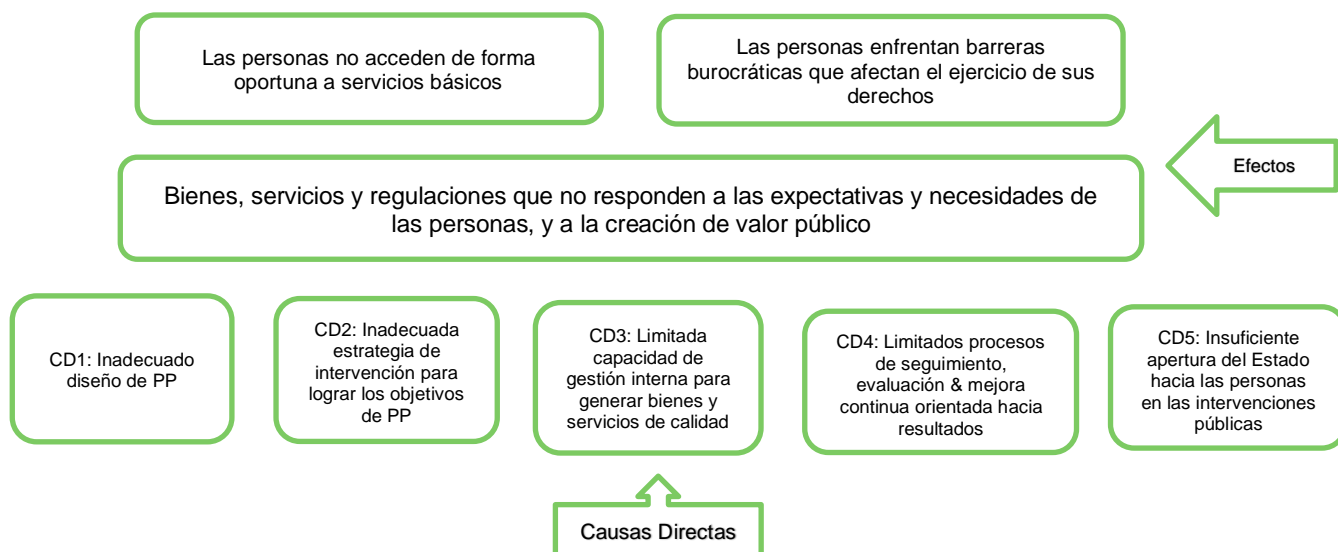 Las personas no acceden de forma
oportuna a servicios básicos
Las personas enfrentan barreras
burocráticas que afectan el ejercicio de sus
derechos
Efectos
Bienes, servicios y regulaciones que no responden a las expectativas y necesidades de
las personas, y a la creación de valor público
CD1: Inadecuado
diseño de PP
CD2: Inadecuada
estrategia de
intervención para
lograr los objetivos
de PP
CD3: Limitada
capacidad de
gestión interna para
generar bienes y
servicios de calidad
CD4: Limitados procesos
de seguimiento,
evaluación & mejora
continua orientada hacia
resultados
CD5: Insuficiente
apertura del Estado
hacia las personas
en las intervenciones
públicas
Causas Directas